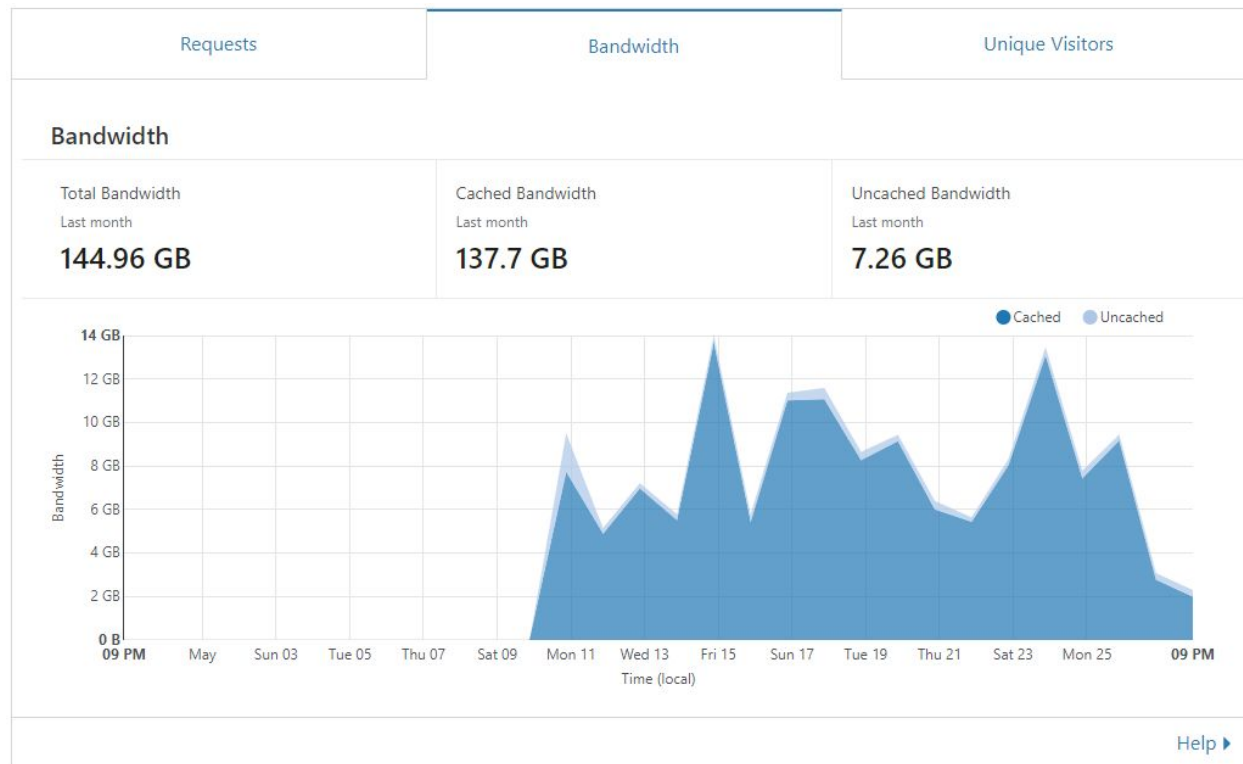 Requests Bandwidth Unique Visitors
Bandwidth
Total Bandwidth Cached Bandwidth Uncached Bandwidth
Last month Last month Last month
144.96 GB 137.7 GB 7.26 GB
Cached Uncached
14 GB
12 GB
10 GB
8 GB
6 GB
4 GB
2 GB
0 B
Bandwidth
09 PM May Sun 03 Tue 05 Thu 07 Sat 09 Mon 11 Wed 13 Fri 15 Sun 17 Tue 19 Thu 21 Sat 23 Mon 25 09 PM
Time (local)
Help